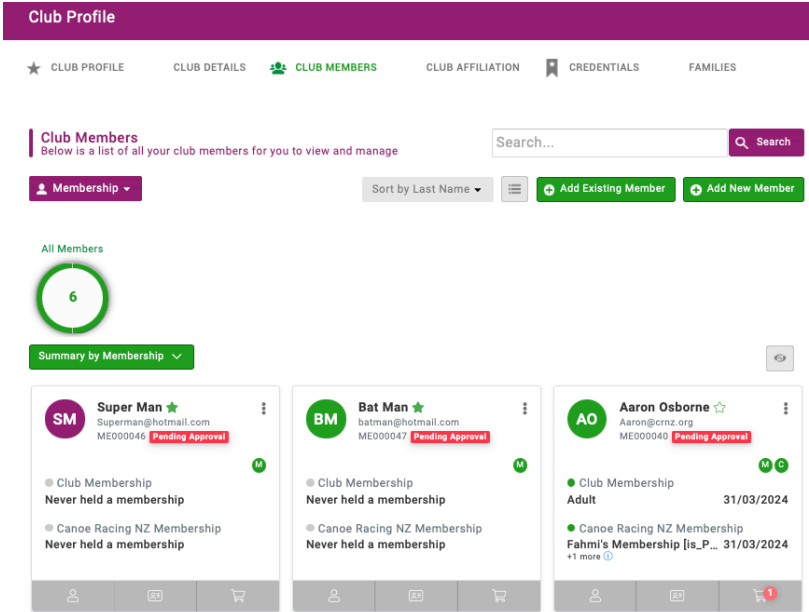 Club Profile
CLUB PROFILE
CLUB DETAILS
CLUB MEMBERS
CLUB AFFILIATION
CREDENTIALS
FAMILIES
Club Members
Below is a list of all your club members for you to view and manage
Search...
Search
Membership
Sort by Last Name
Add Existing Member
Add New Member
All Members
6
Summary by Membership
SM
Super Man
Superman@hotmail.com
ME000046 Pending Approval
M
Club Membership
Never held a membership
Canoe Racing NZ Membership
Never held a membership
BM
Bat Man
batman@hotmail.com
ME000047 Pending Approval
M
Club Membership
Never held a membership
Canoe Racing NZ Membership
Never held a membership
AO
Aaron Osborne
Aaron@crnz.org
ME000040 Pending Approval
M C
Club Membership
Adult 31/03/2024
Canoe Racing NZ Membership
Fahmi's Membership [is_P... 31/03/2024
+1 more
1